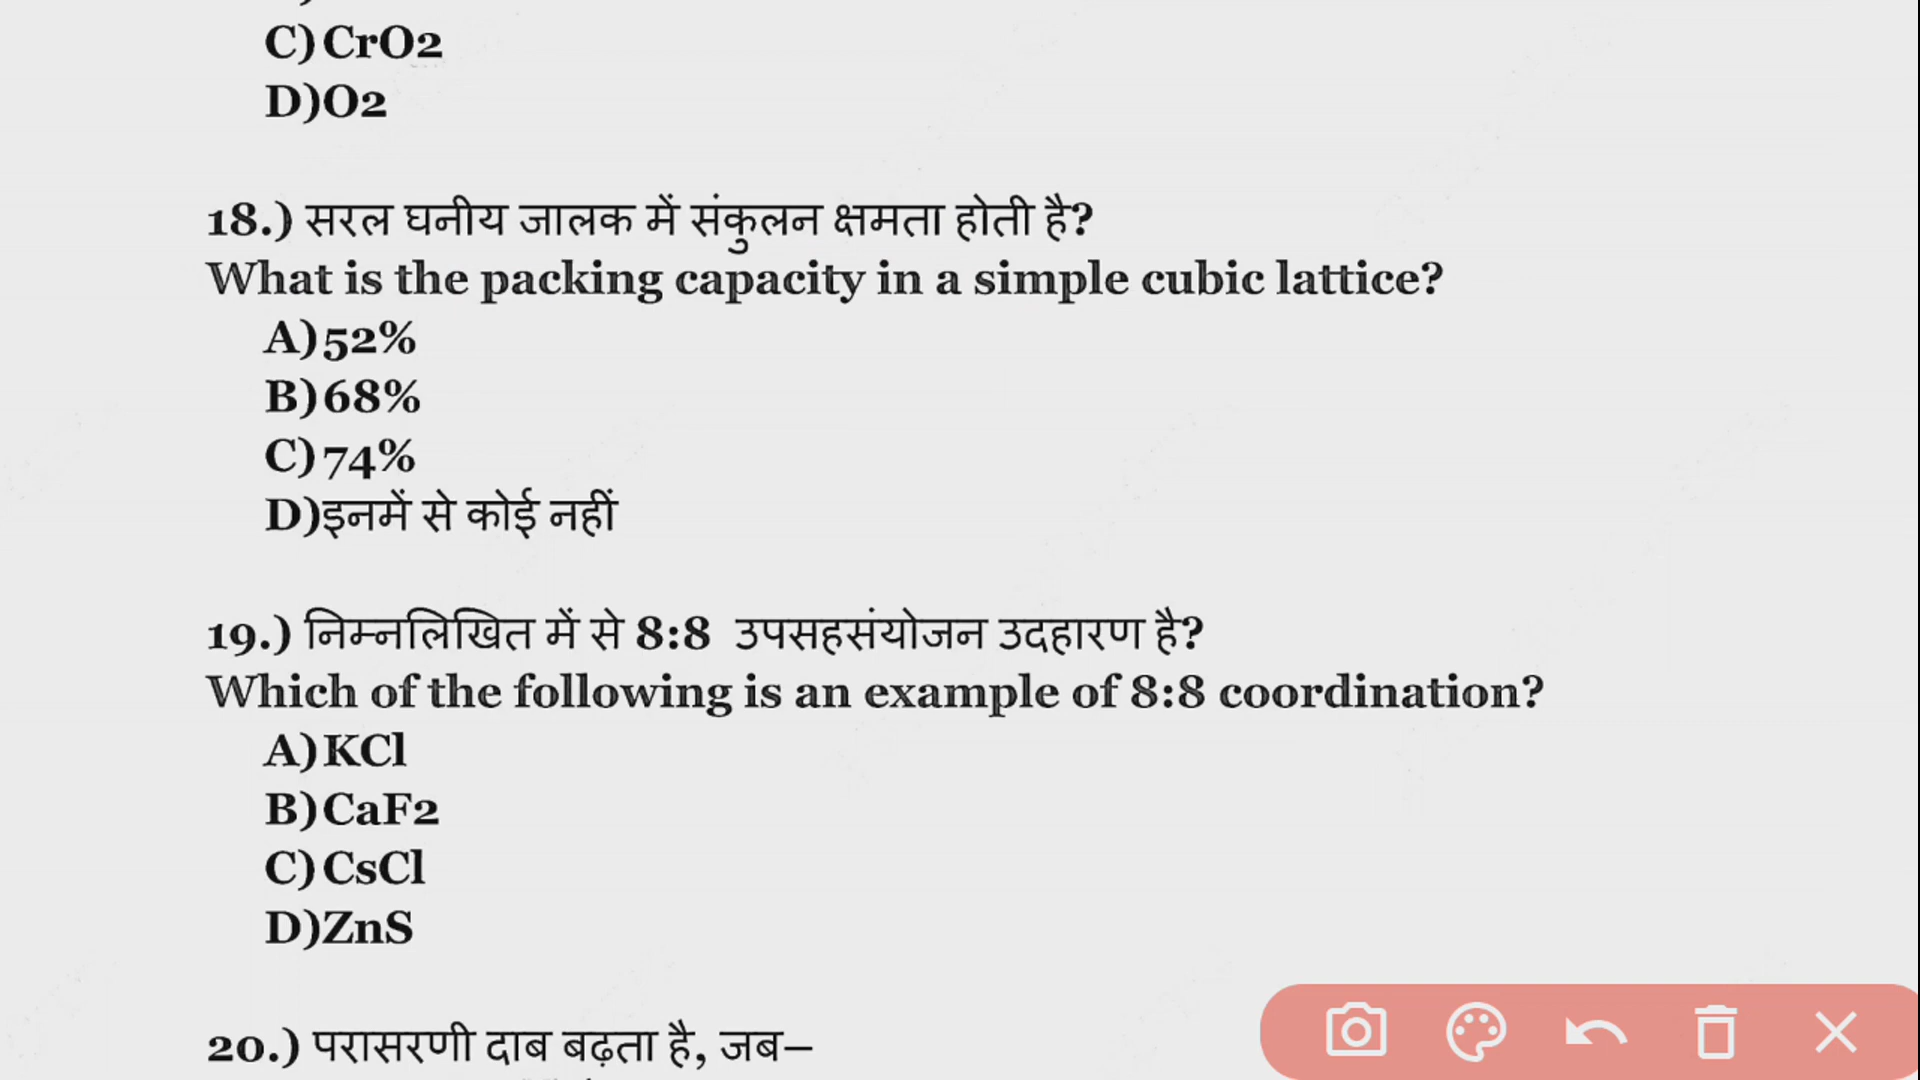 C) CrO2
D)O2
18.) सरल घनीय जालक में संकुलन क्षमता होती है?
What is the packing capacity in a simple cubic lattice?
A) 52%
B) 68%
C) 74%
D)इनमें से कोई नहीं
19.) निम्नलिखित में से 8:8 उपसहसंयोजन उदहारण है?
Which of the following is an example of 8:8 coordination?
A) KCl
B) CaF2
C) CsCl
D)ZnS
20.) परासरणी दाब बढ़ता है, जब–